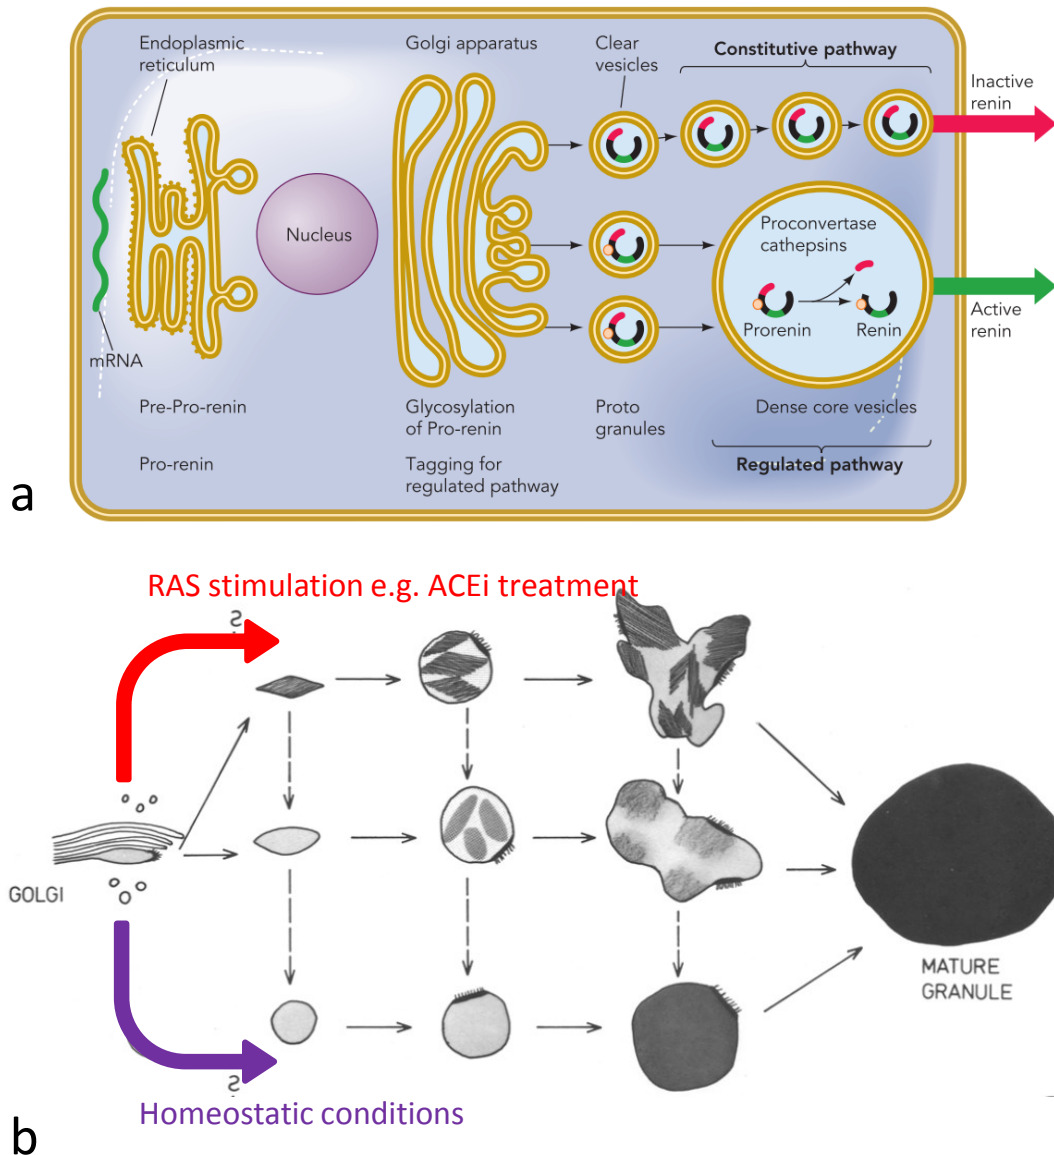 Endoplasmic
reticulum
Golgi apparatus
Clear
vesicles
Constitutive pathway
Inactive
renin
Nucleus
Proconvertase
cathepsins
Prorenin
Renin
Active
renin
mRNA
Pre-Pro-renin
Glycosylation
of Pro-renin
Proto
granules
Dense core vesicles
Pro-renin
Tagging for
regulated pathway
Regulated pathway
a
RAS stimulation e.g. ACEi treatment
GOLGI
MATURE
GRANULE
Homeostatic conditions
b